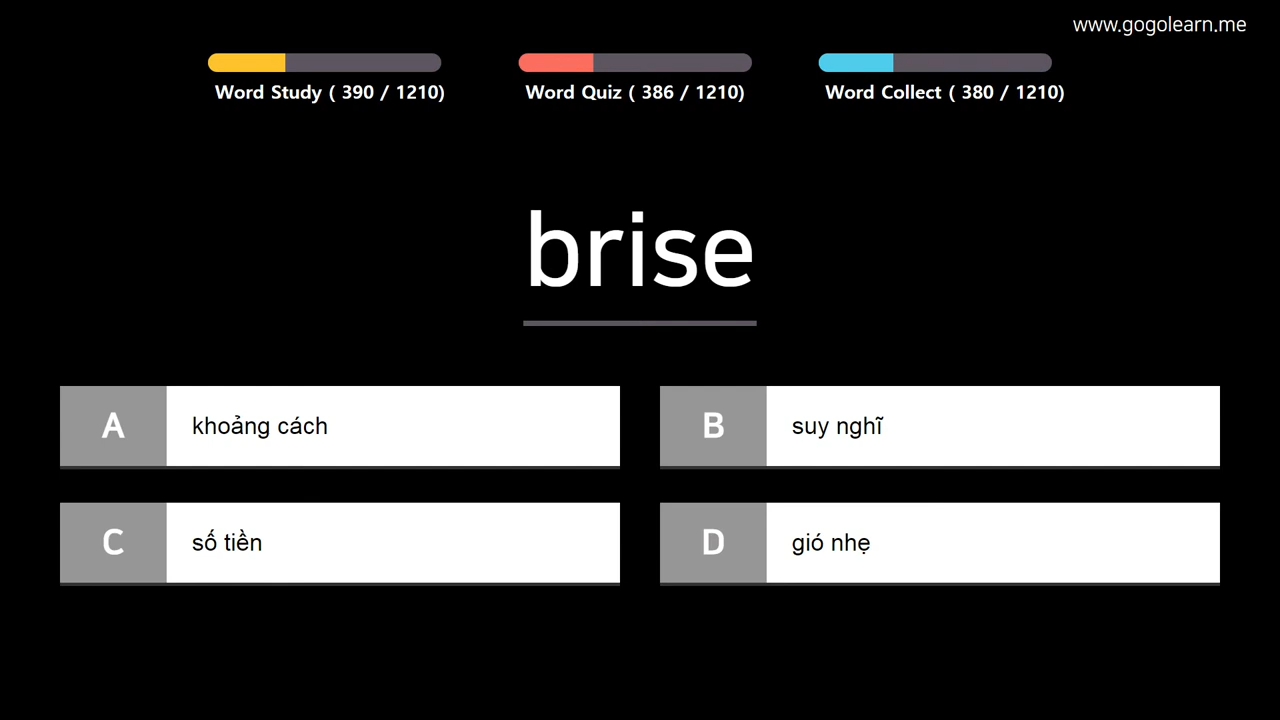 www.gogolearn.me
Word Study ( 390 / 1210)
Word Quiz ( 386 / 1210)
Word Collect ( 380 / 1210)
brise
A
khoảng cách
B
suy nghĩ
C
số tiền
D
gió nhẹ